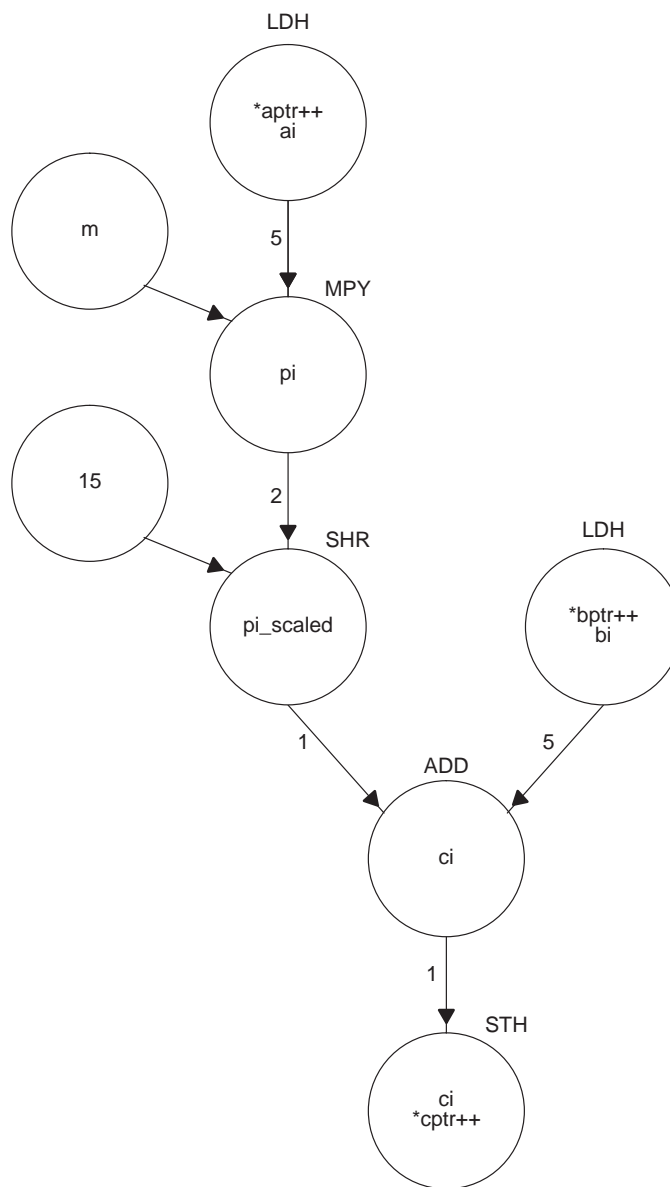 LDH
*aptr++
ai
m
5
MPY
pi
15
2
SHR
LDH
pi_scaled
*bptr++
bi
1
5
ADD
ci
1
STH
ci
*cptr++